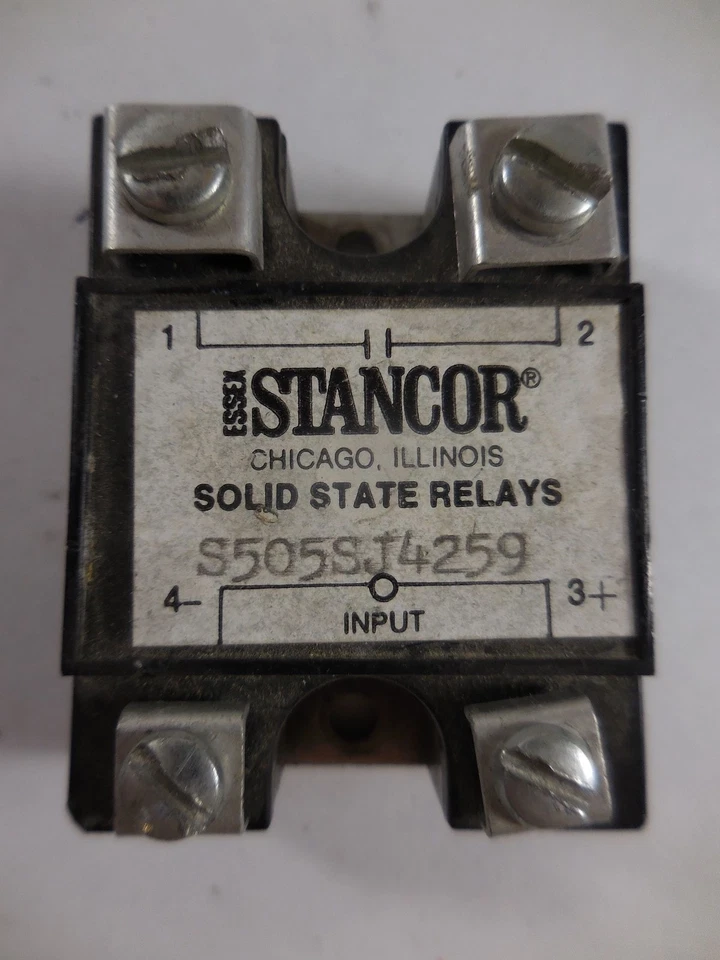 1 2
ESSEX STANCOR®
CHICAGO, ILLINOIS
SOLID STATE RELAYS
S505SJ4259
4- 3+
INPUT